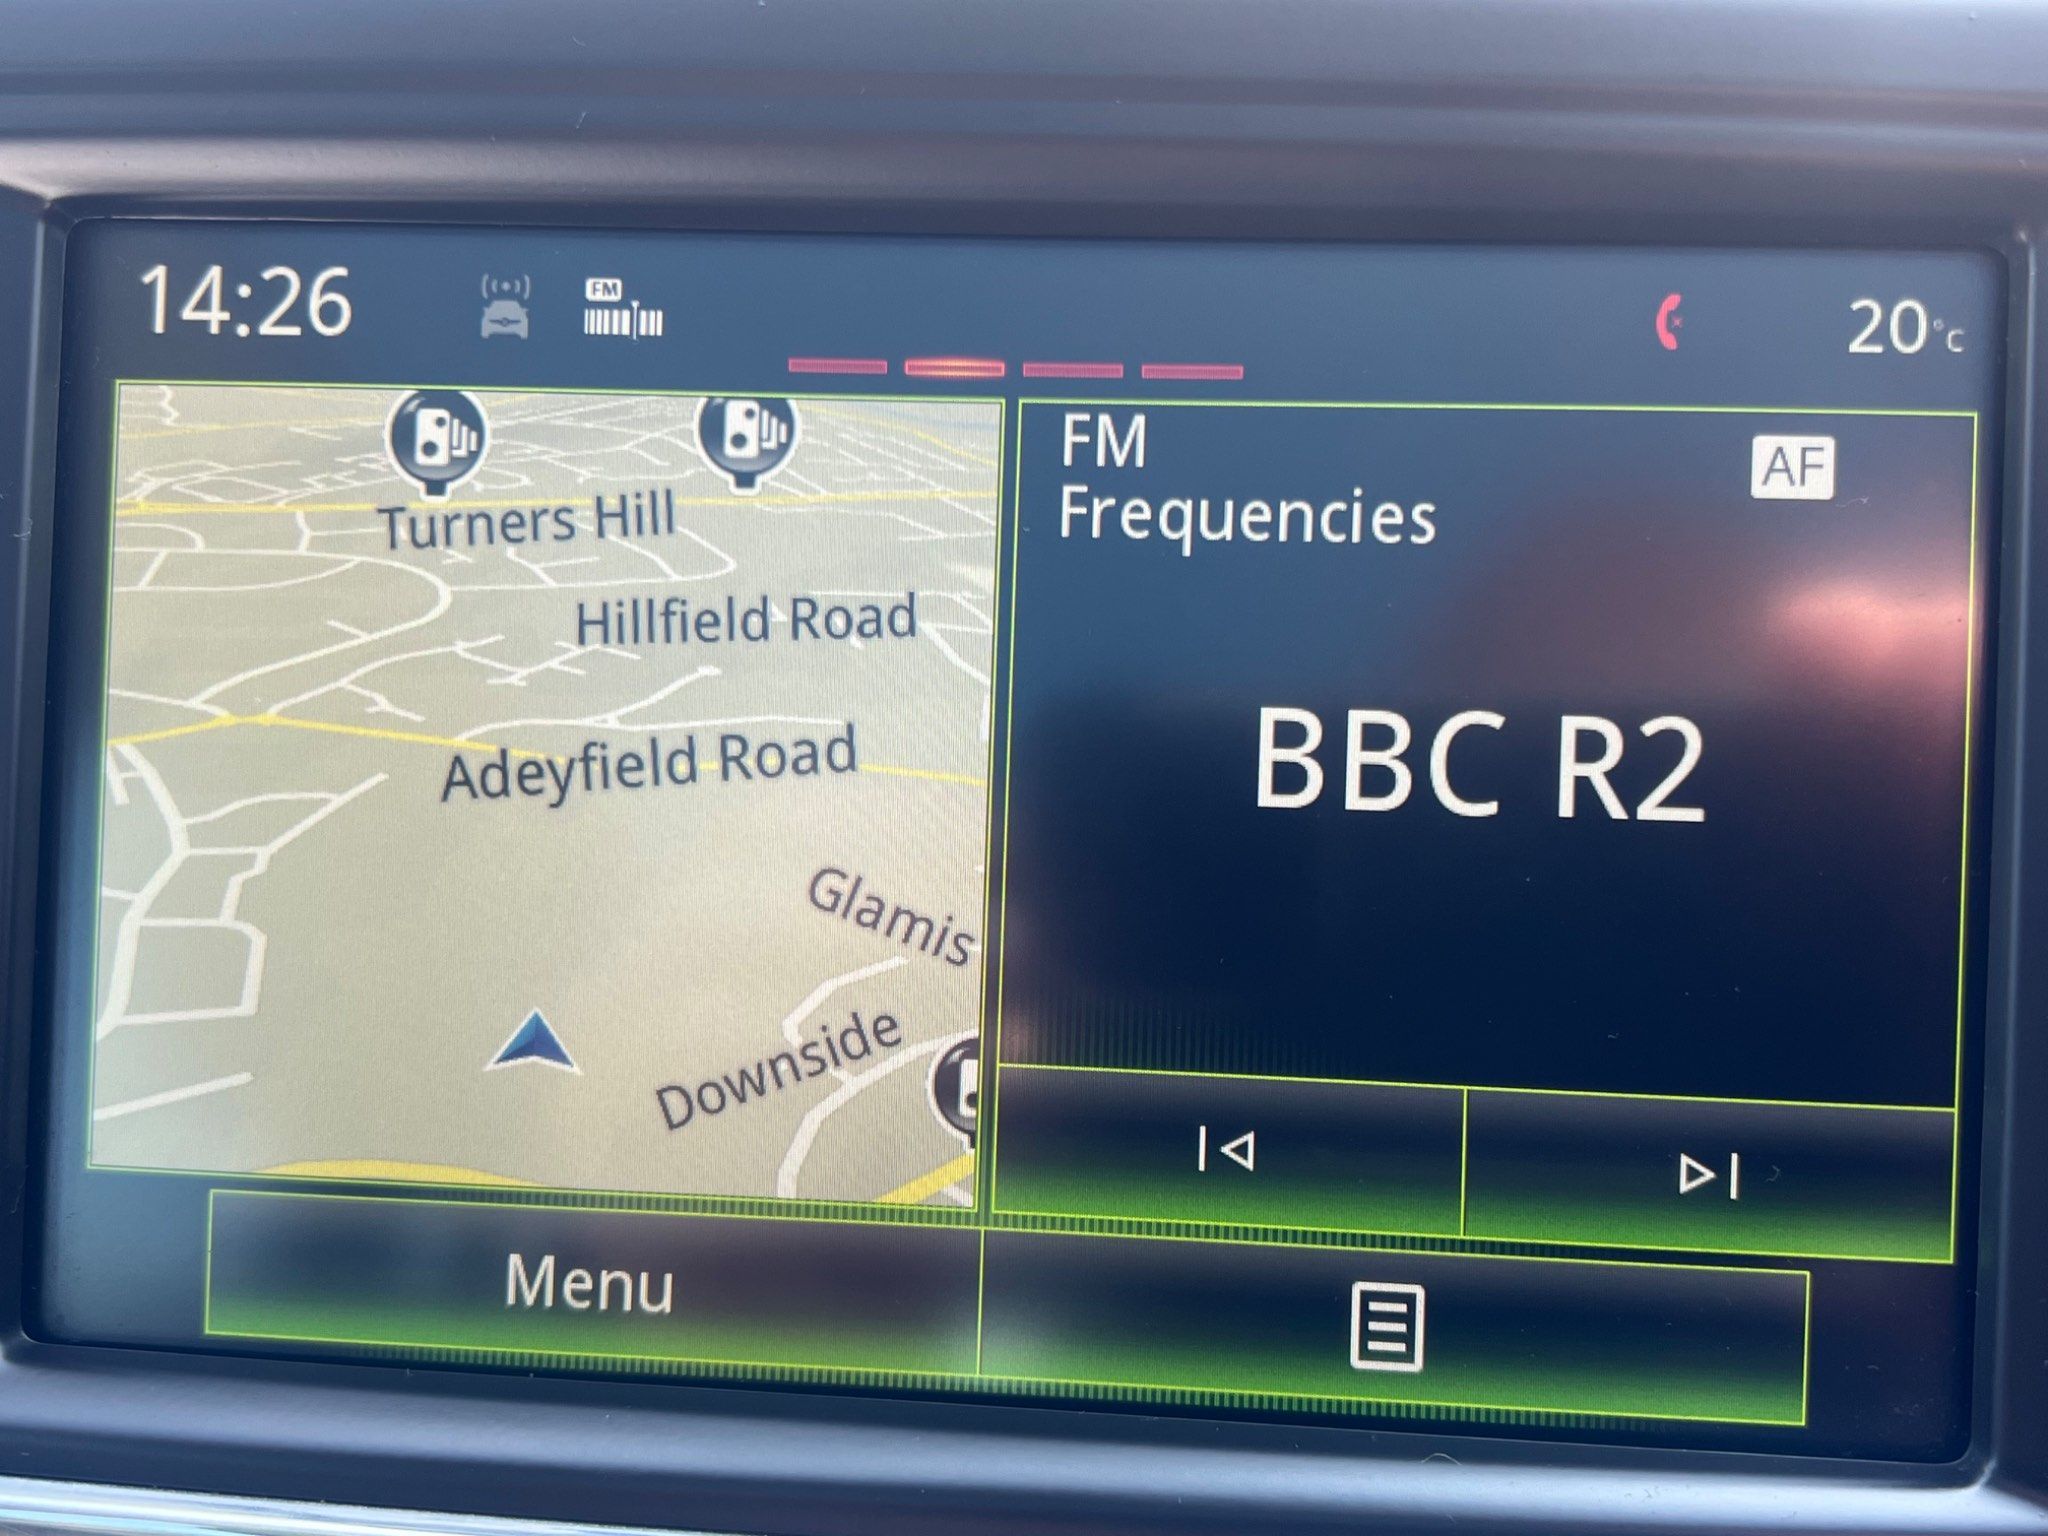 14:26
FM
20°C
Turners Hill
Hillfield Road
Adeyfield Road
Glamis
Downside
FM
Frequencies
AF
BBC R2
Menu